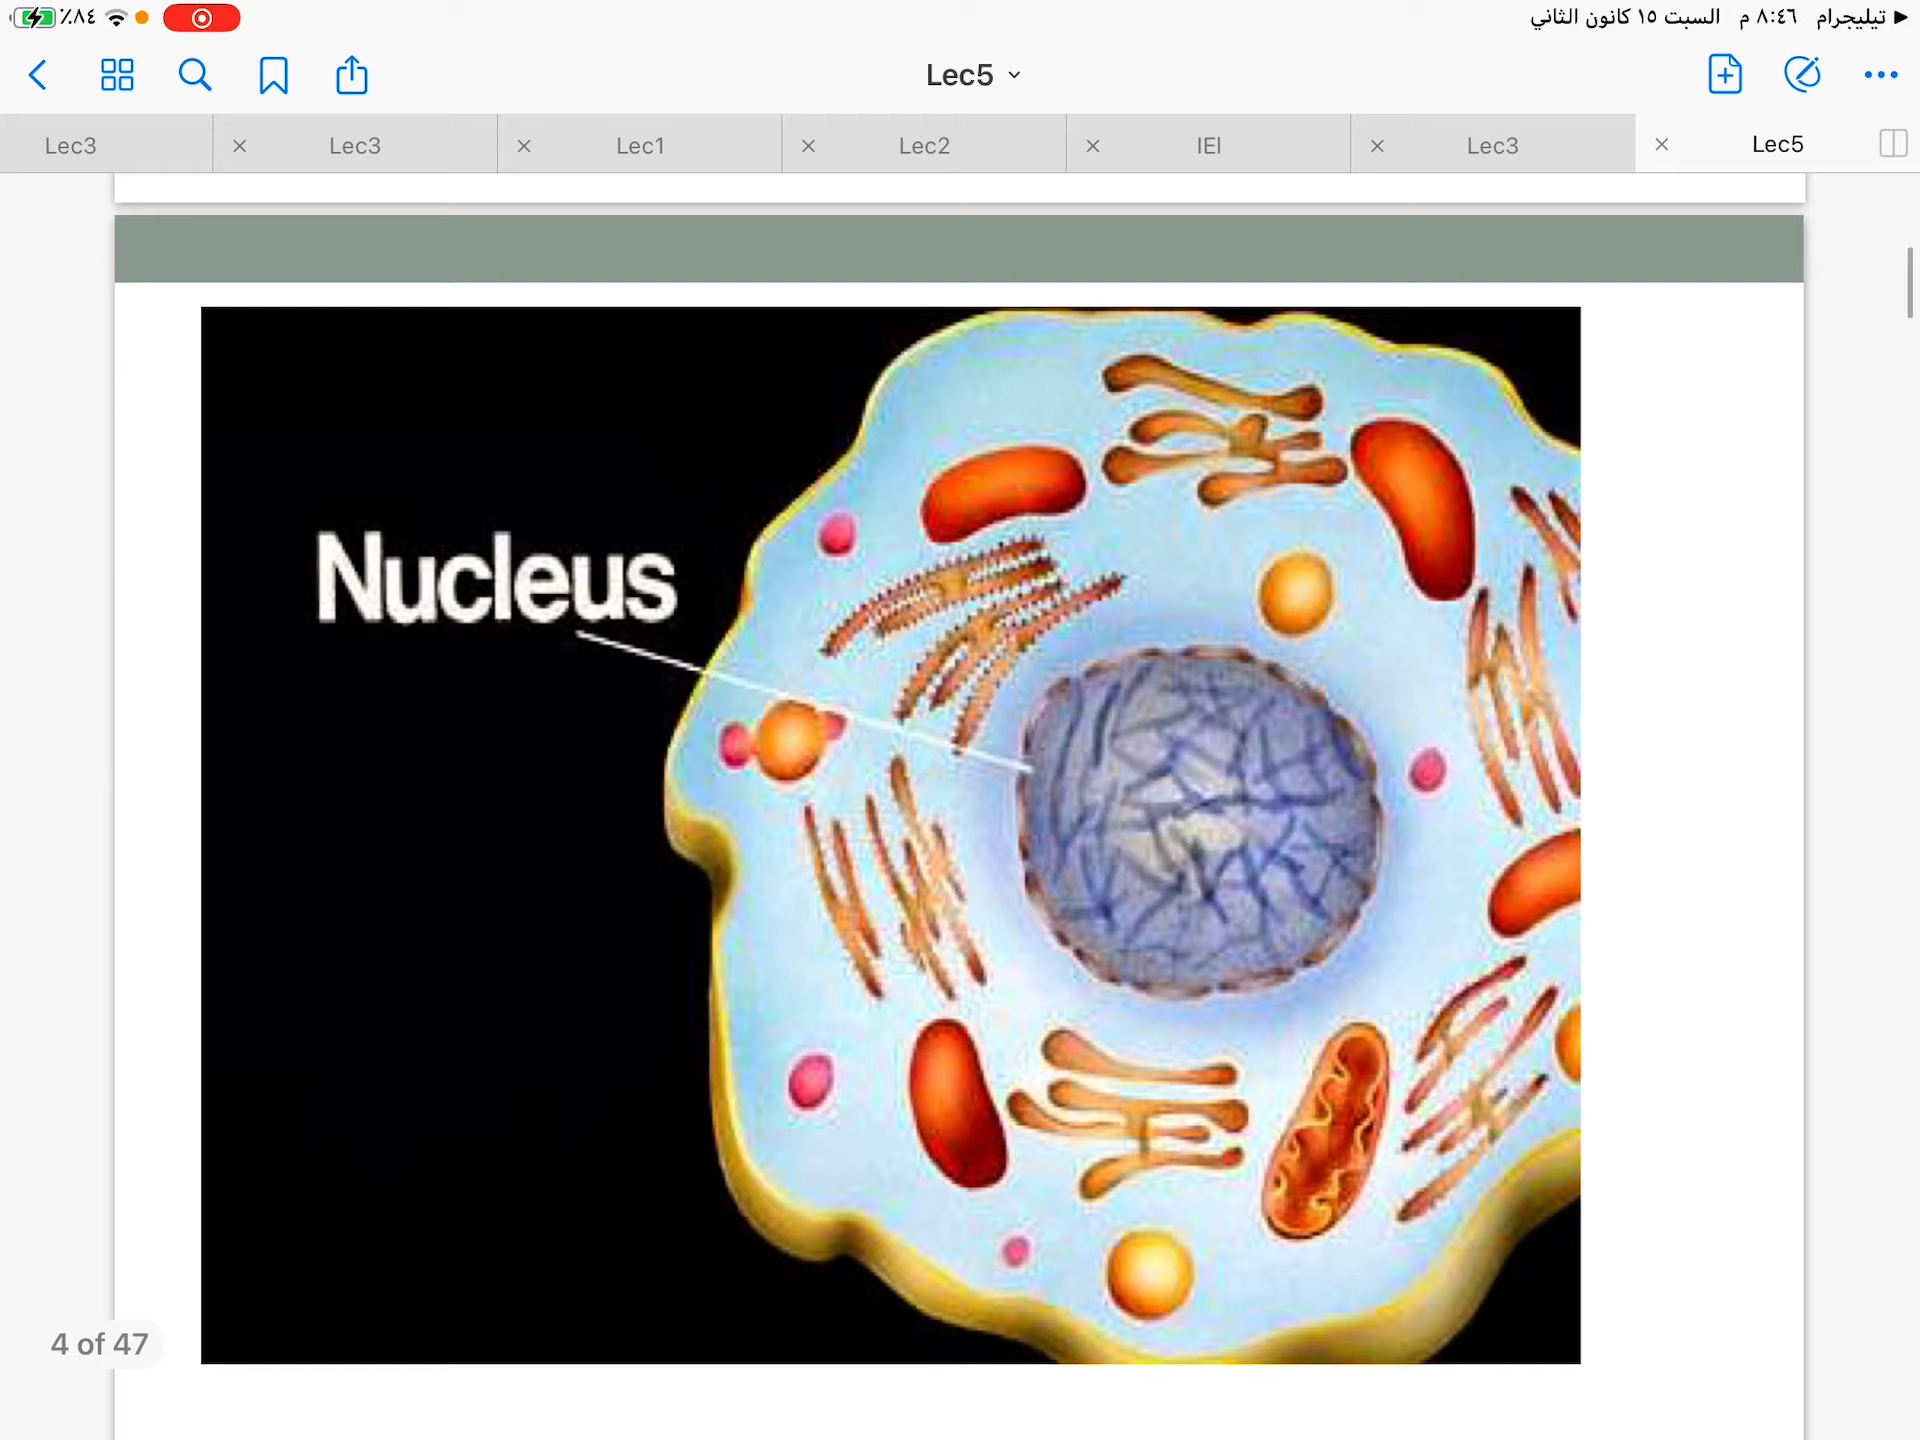 ٪٨٤ السبت ١٥ كانون الثاني ٨:٤٦ م تيليجرام
Lec5
Lec3 Lec3 Lec1 Lec2 IEI Lec3 Lec5
Nucleus
4 of 47